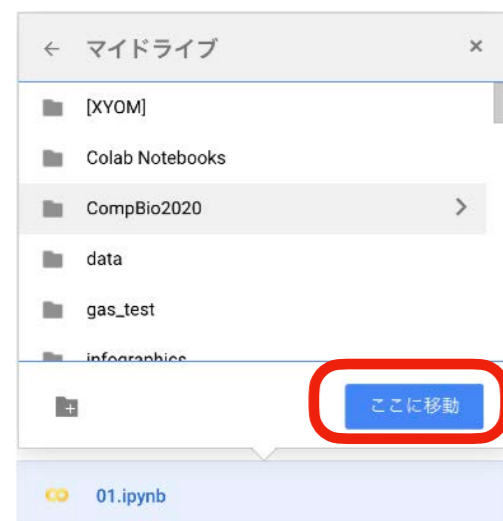 マイドライブ
[XYOM]
Colab Notebooks
CompBio2020
data
gas_test
infographics
ここに移動
01.ipynb